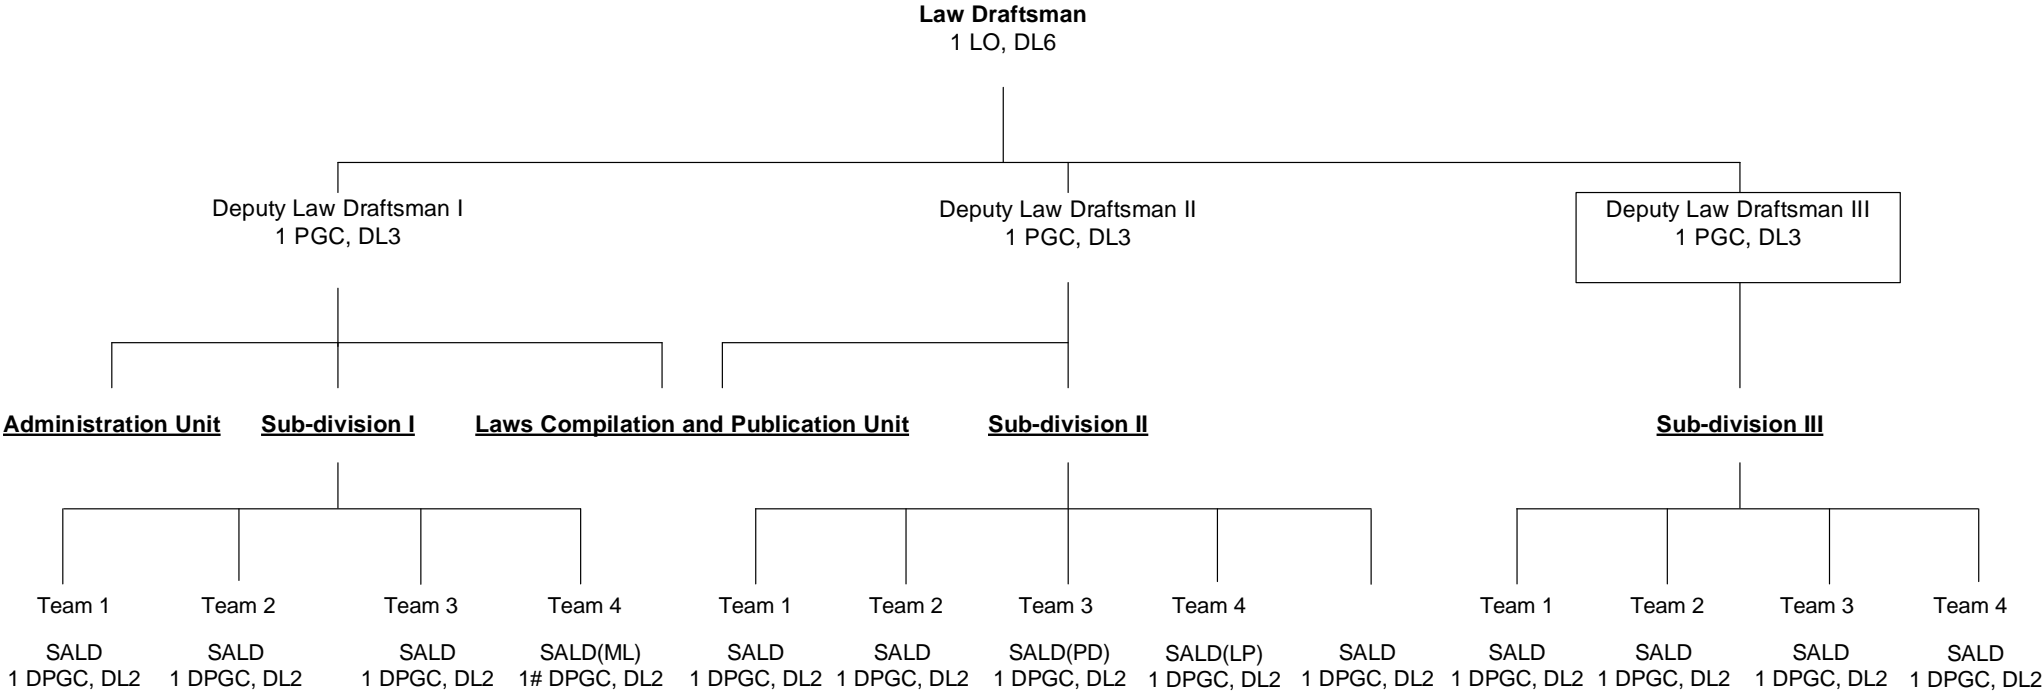 Law Draftsman
1 LO, DL6
Deputy Law Draftsman I
1 PGC, DL3
Deputy Law Draftsman II
1 PGC, DL3
Deputy Law Draftsman III
1 PGC, DL3
Administration Unit
Sub-division I
Laws Compilation and Publication Unit
Sub-division II
Sub-division III
Team 1
SALD
1 DPGC, DL2
Team 2
SALD
1 DPGC, DL2
Team 3
SALD
1 DPGC, DL2
Team 4
SALD(ML)
1# DPGC, DL2
Team 1
SALD
1 DPGC, DL2
Team 2
SALD
1 DPGC, DL2
Team 3
SALD(PD)
1 DPGC, DL2
Team 4
SALD(LP)
1 DPGC, DL2
SALD
1 DPGC, DL2
Team 1
SALD
1 DPGC, DL2
Team 2
SALD
1 DPGC, DL2
Team 3
SALD
1 DPGC, DL2
Team 4
SALD
1 DPGC, DL2